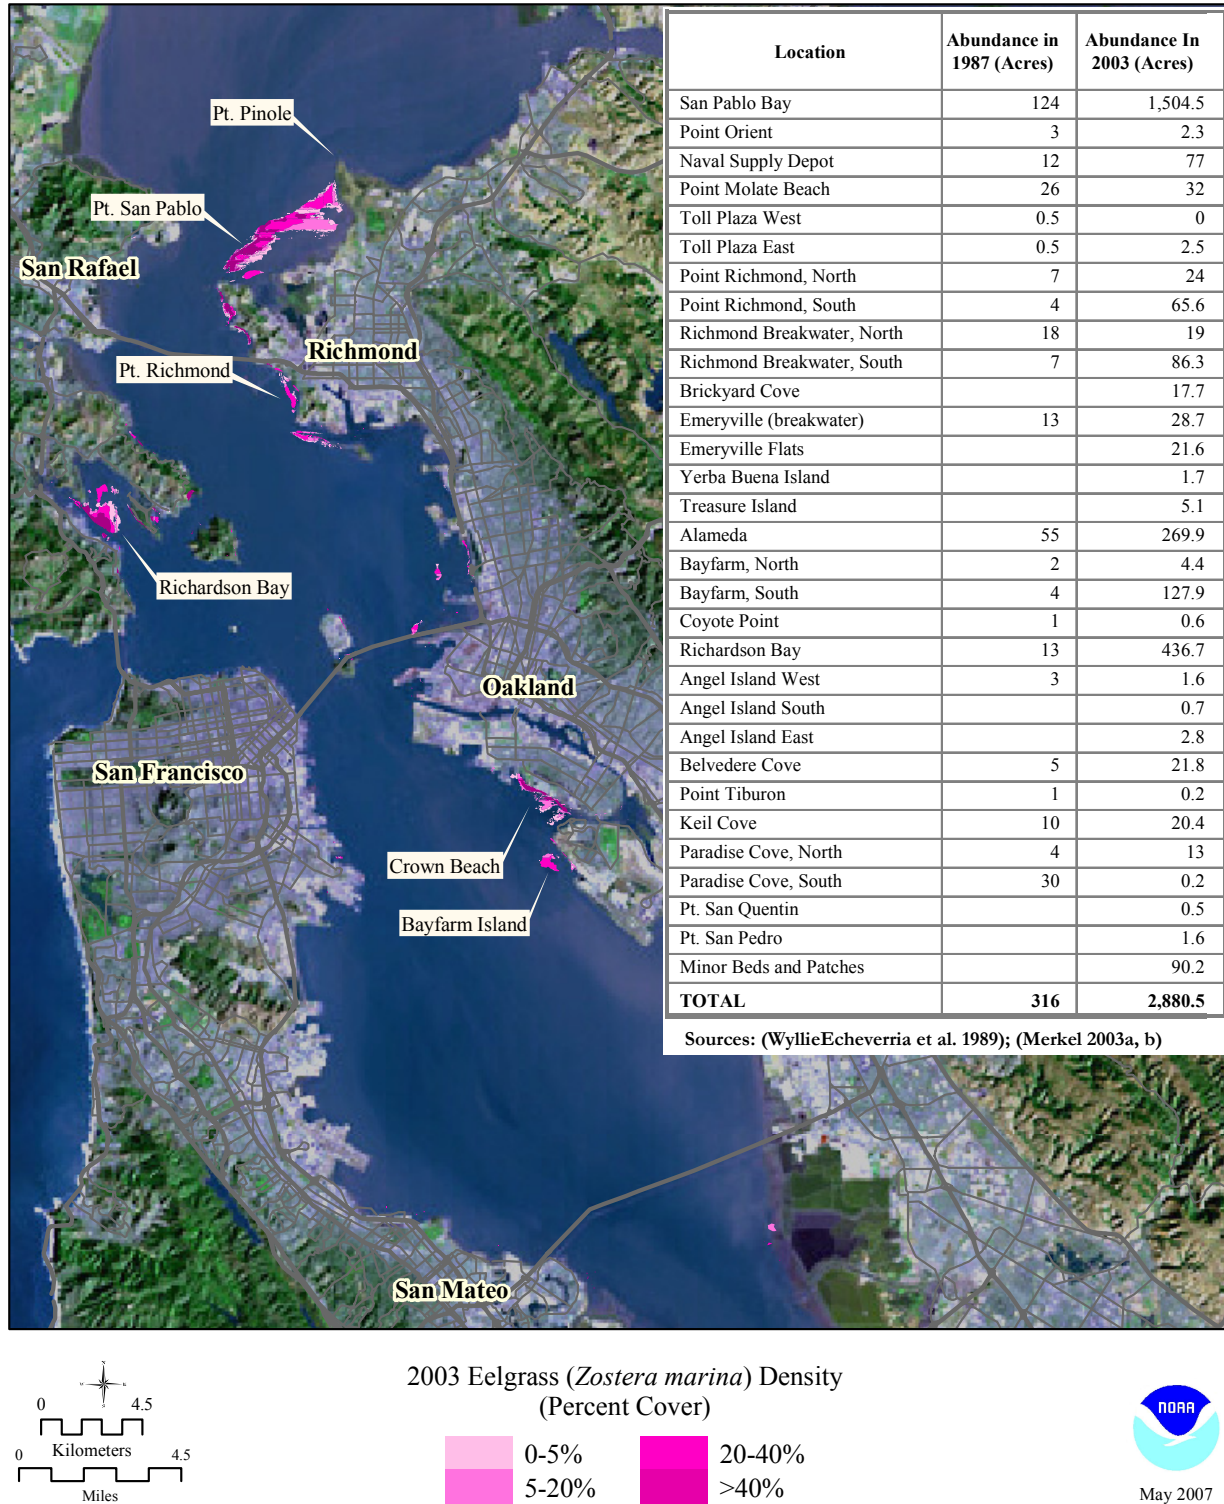 Location Abundance in 1987 (Acres) Abundance In 2003 (Acres)
San Pablo Bay 124 1,504.5
Point Orient 3 2.3
Naval Supply Depot 12 77
Point Molate Beach 26 32
Toll Plaza West 0.5 0
Toll Plaza East 0.5 2.5
Point Richmond, North 7 24
Point Richmond, South 4 65.6
Richmond Breakwater, North 18 19
Richmond Breakwater, South 7 86.3
Brickyard Cove 17.7
Emeryville (breakwater) 13 28.7
Emeryville Flats 21.6
Yerba Buena Island 1.7
Treasure Island 5.1
Alameda 55 269.9
Bayfarm, North 2 4.4
Bayfarm, South 4 127.9
Coyote Point 1 0.6
Richardson Bay 13 436.7
Angel Island West 3 1.6
Angel Island South 0.7
Angel Island East 2.8
Belvedere Cove 5 21.8
Point Tiburon 1 0.2
Keil Cove 10 20.4
Paradise Cove, North 4 13
Paradise Cove, South 30 0.2
Pt. San Quentin 0.5
Pt. San Pedro 1.6
Minor Beds and Patches 90.2
TOTAL 316 2,880.5
Sources: (WyllieEcheverria et al. 1989); (Merkel 2003a, b)
Pt. Pinole
Pt. San Pablo
San Rafael
Richmond
Pt. Richmond
Richardson Bay
Oakland
San Francisco
Crown Beach
Bayfarm Island
San Mateo
0 4.5
Kilometers
0 4.5
Miles
2003 Eelgrass (Zostera marina) Density
(Percent Cover)
0-5% 20-40%
5-20% >40%
NOAA
May 2007